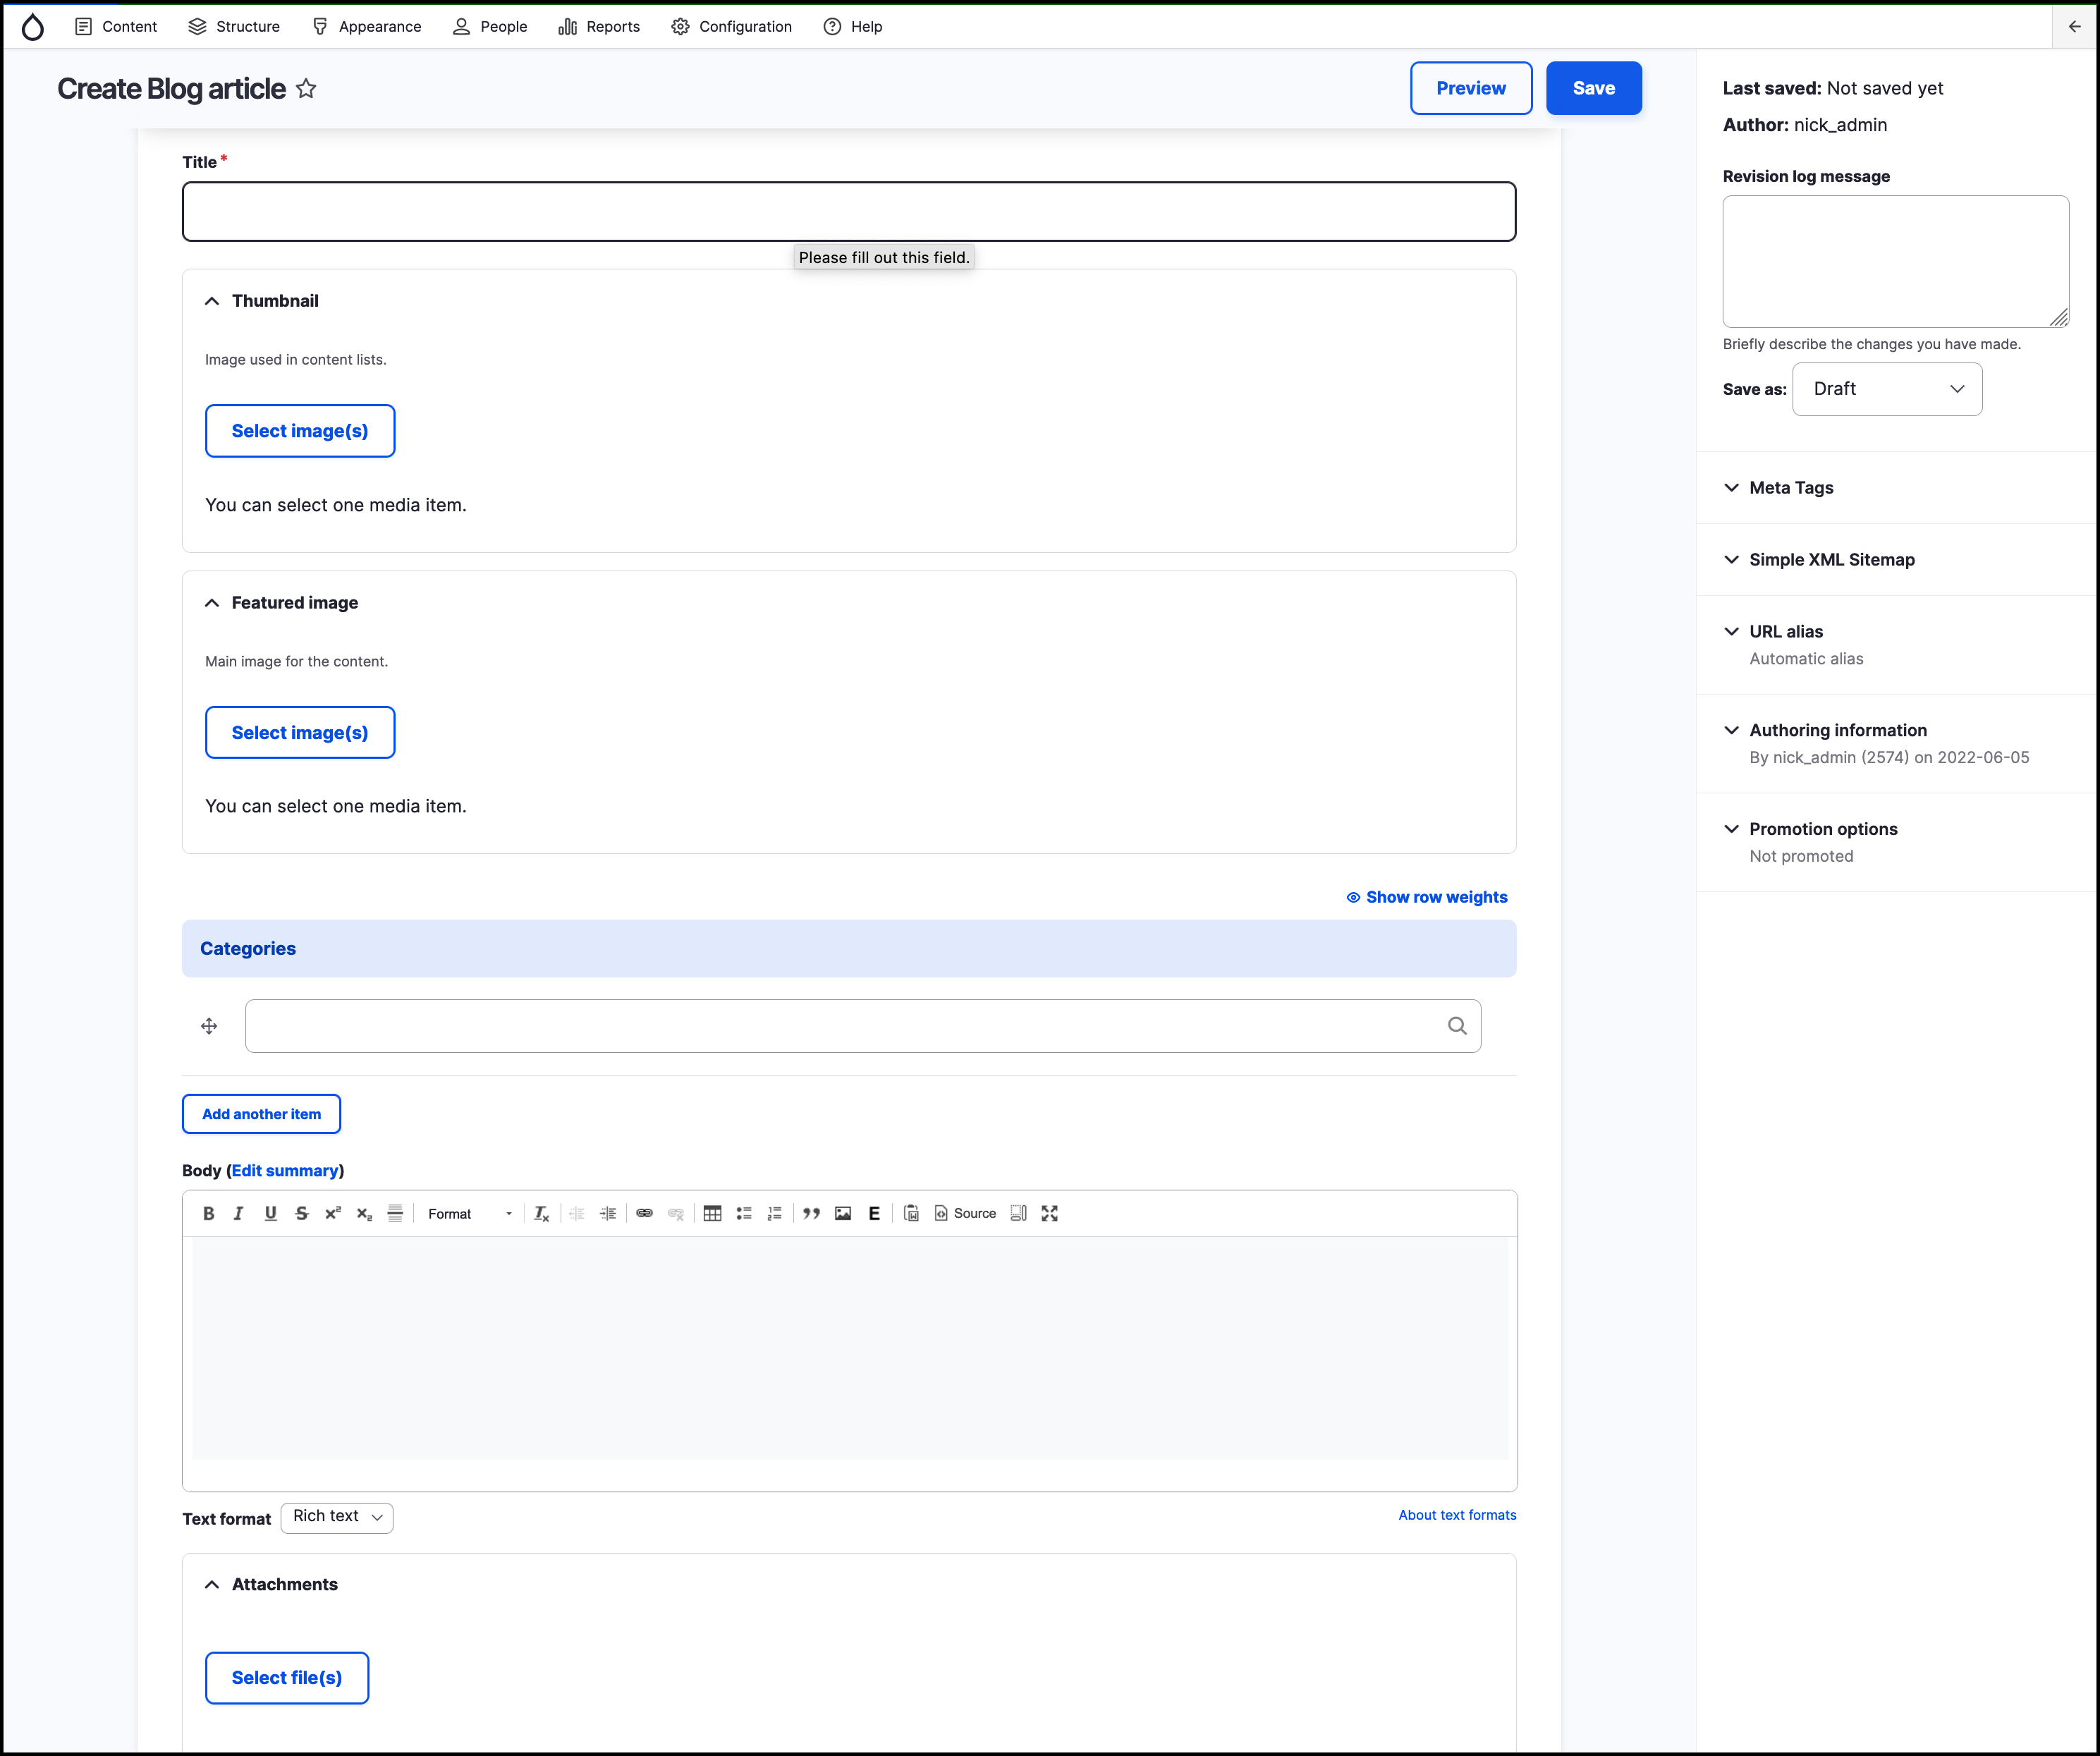 Content Structure Appearance People Reports Configuration Help
Create Blog article
Preview
Save
Title *
Please fill out this field.
Thumbnail
Image used in content lists.
Select image(s)
You can select one media item.
Featured image
Main image for the content.
Select image(s)
You can select one media item.
Show row weights
Categories
Add another item
Body (Edit summary)
B I U S x² x₂ Format Ix E Source
Text format Rich text
About text formats
Attachments
Select file(s)
Last saved: Not saved yet
Author: nick_admin
Revision log message
Briefly describe the changes you have made.
Save as: Draft
Meta Tags
Simple XML Sitemap
URL alias
Automatic alias
Authoring information
By nick_admin (2574) on 2022-06-05
Promotion options
Not promoted